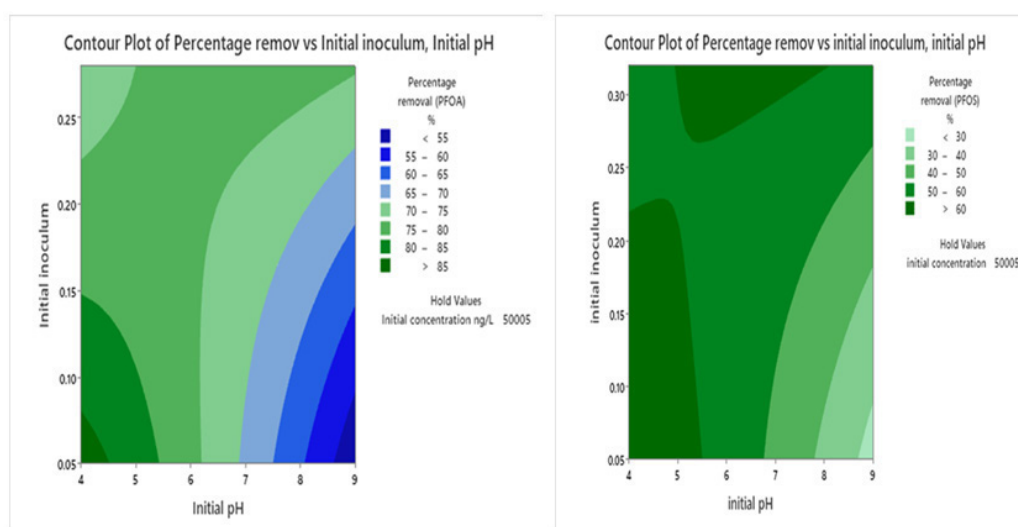 Contour Plot of Percentage remov vs Initial inoculum, Initial pH
Percentage
removal (PFOA)
%
< 55
55 – 60
60 – 65
65 – 70
70 – 75
75 – 80
80 – 85
> 85
Hold Values
Initial concentration ng/L 50005
Initial inoculum
0.25
0.20
0.15
0.10
0.05
4 5 6 7 8 9
Initial pH
Contour Plot of Percentage remov vs initial inoculum, initial pH
Percentage
removal (PFOS)
%
< 30
30 – 40
40 – 50
50 – 60
> 60
Hold Values
initial concentration 50005
initial inoculum
0.30
0.25
0.20
0.15
0.10
0.05
4 5 6 7 8 9
initial pH